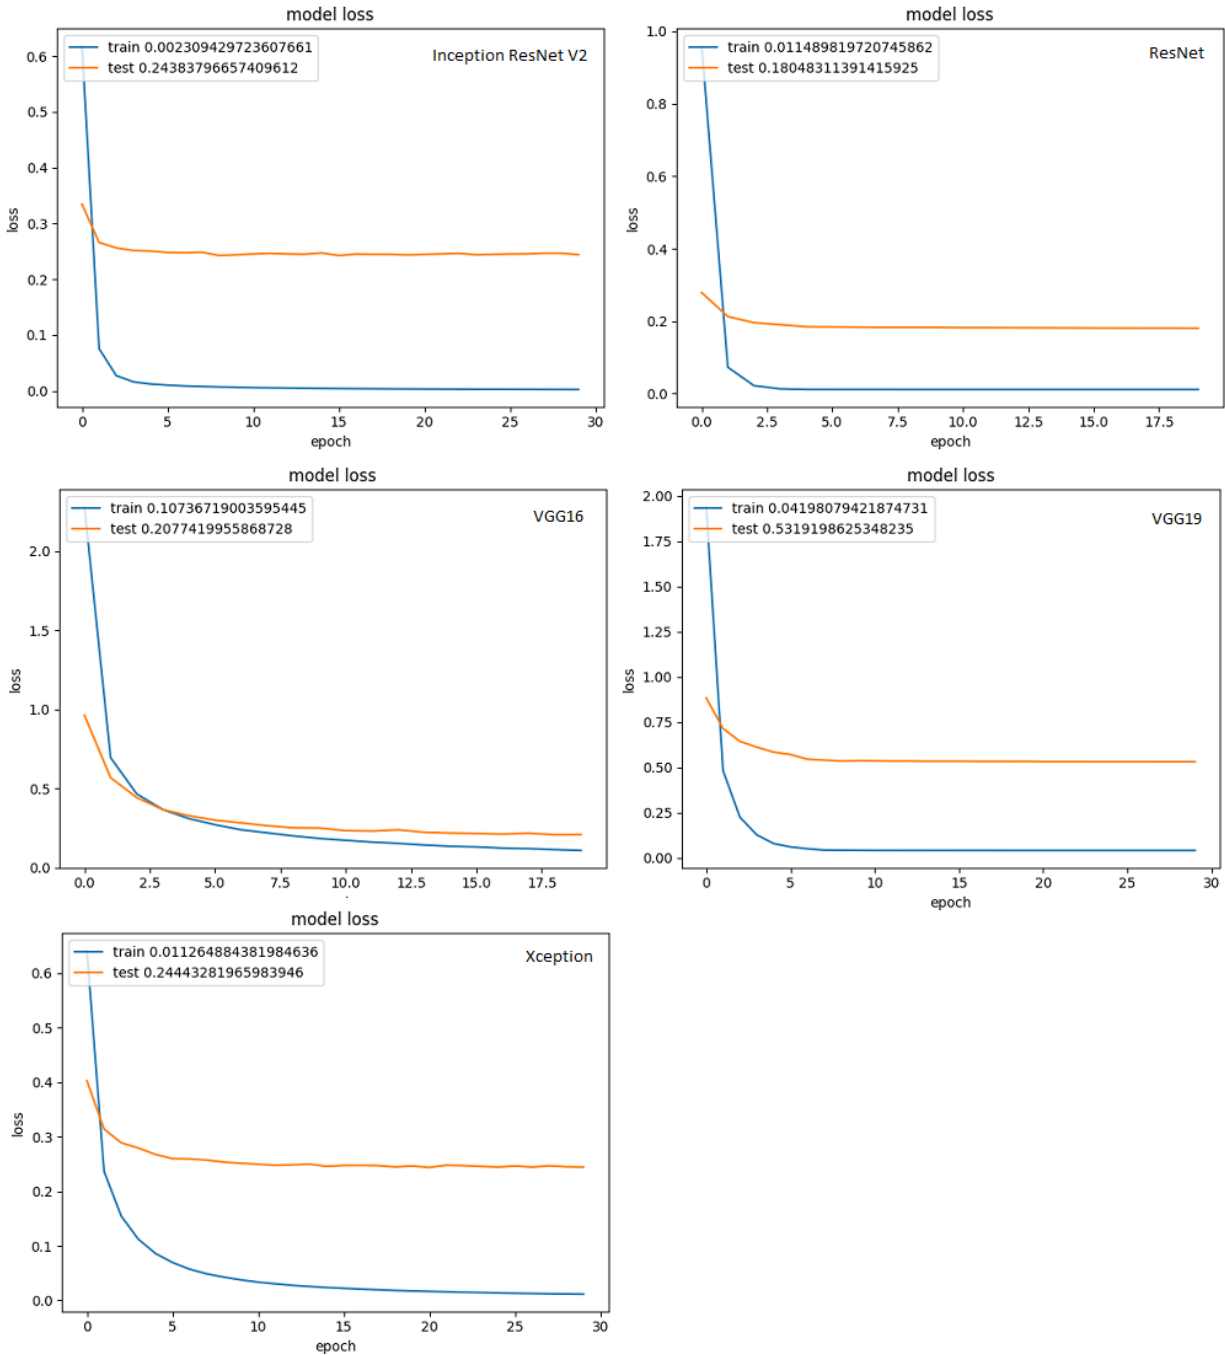 model loss
train 0.002309429723607661
test 0.24383796657409612
Inception ResNet V2
0.6
0.5
0.4
0.3
0.2
0.1
0.0
loss
0 5 10 15 20 25 30
epoch
model loss
train 0.011489819720745862
test 0.18048311391415925
ResNet
1.0
0.8
0.6
0.4
0.2
0.0
loss
0.0 2.5 5.0 7.5 10.0 12.5 15.0 17.5
epoch
model loss
train 0.10736719003595445
test 0.2077419955868728
VGG16
2.0
1.5
1.0
0.5
0.0
loss
0.0 2.5 5.0 7.5 10.0 12.5 15.0 17.5
model loss
train 0.04198079421874731
test 0.5319198625348235
VGG19
2.00
1.75
1.50
1.25
1.00
0.75
0.50
0.25
0.00
loss
0 5 10 15 20 25 30
epoch
model loss
train 0.011264884381984636
test 0.24443281965983946
Xception
0.6
0.5
0.4
0.3
0.2
0.1
0.0
loss
0 5 10 15 20 25 30
epoch